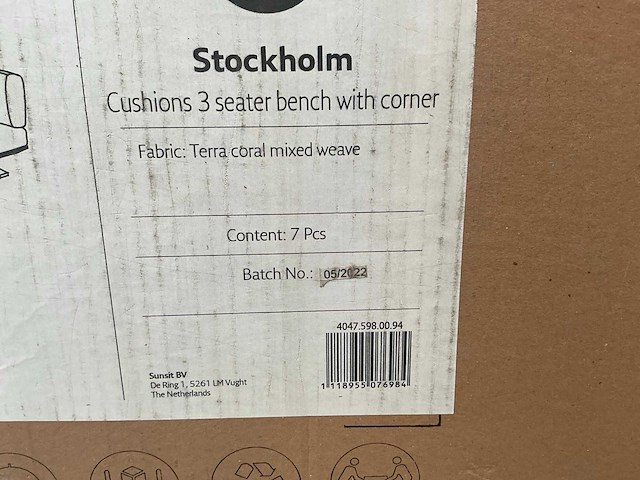 Stockholm
Cushions 3 seater bench with corner
Fabric: Terra coral mixed weave
Content: 7 Pcs
Batch No.: 05/2022
4047.598.00.94
Sunsit BV
De Ring 1, 5261 LM Vught
The Netherlands
1 118955 076984